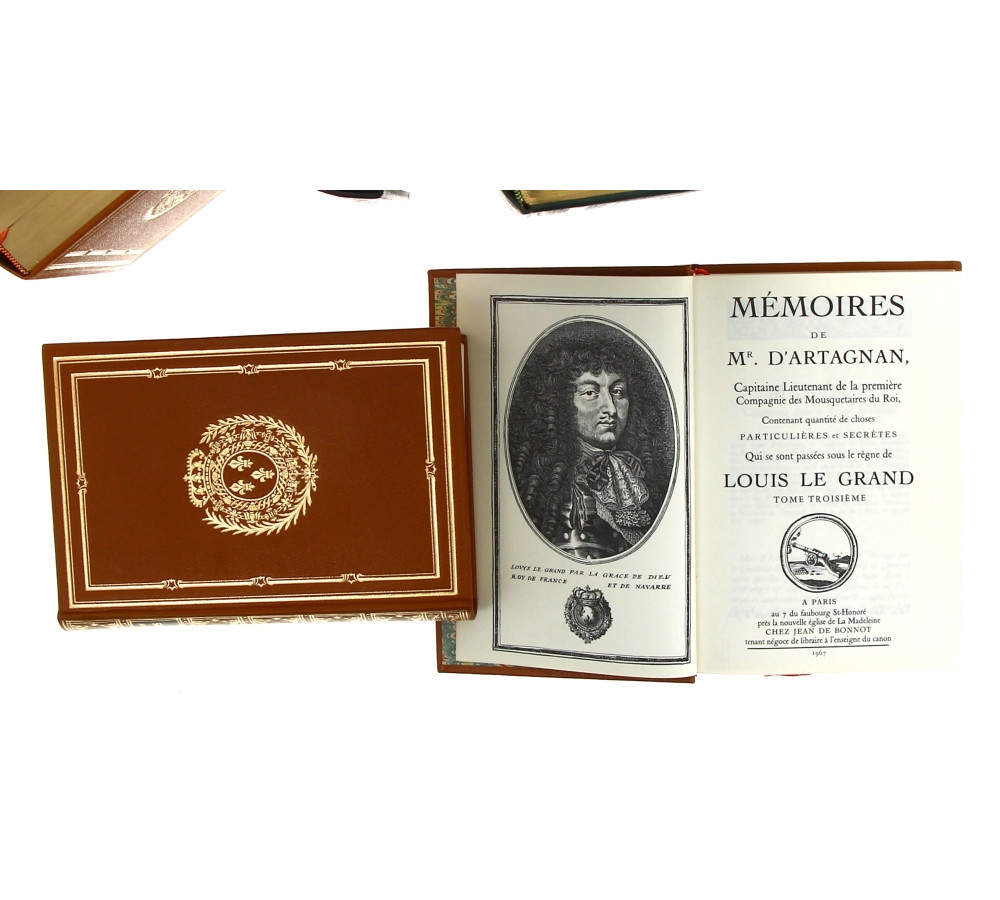 LOVYS LE GRAND PAR LA GRACE DE DIEV
ROY DE FRANCE ET DE NAVARRE
MÉMOIRES
DE
MR. D'ARTAGNAN,
Capitaine Lieutenant de la première
Compagnie des Mousquetaires du Roi,
Contenant quantité de choses
PARTICULIÈRES et SECRÈTES
Qui se sont passées sous le règne de
LOUIS LE GRAND
TOME TROISIÈME
A PARIS
au 7 du faubourg St-Honoré
près la nouvelle église de La Madeleine
CHEZ JEAN DE BONNOT
tenant négoce de libraire à l'enseigne du canon
1967